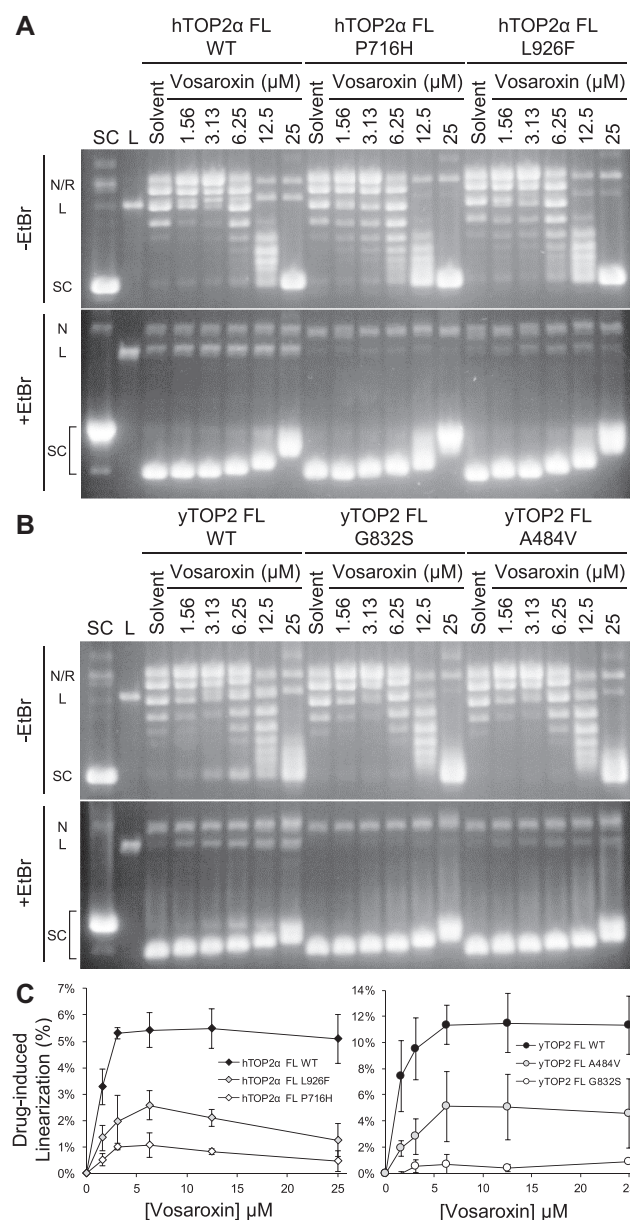 A
hTOP2α FL WT
hTOP2α FL P716H
hTOP2α FL L926F
Vosaroxin (μM) Vosaroxin (μM) Vosaroxin (μM)
SC L Solvent 1.56 3.13 6.25 12.5 25 Solvent 1.56 3.13 6.25 12.5 25 Solvent 1.56 3.13 6.25 12.5 25
-EtBr
N/R
L
SC
+EtBr
N
L
SC
B
yTOP2 FL WT
yTOP2 FL G832S
yTOP2 FL A484V
Vosaroxin (μM) Vosaroxin (μM) Vosaroxin (μM)
SC L Solvent 1.56 3.13 6.25 12.5 25 Solvent 1.56 3.13 6.25 12.5 25 Solvent 1.56 3.13 6.25 12.5 25
-EtBr
N/R
L
SC
+EtBr
N
L
SC
C
Drug-induced Linearization (%)
7%
6%
5%
4%
3%
2%
1%
0%
hTOP2α FL WT
hTOP2α FL L926F
hTOP2α FL P716H
0 5 10 15 20 25
[Vosaroxin] μM
14%
12%
10%
8%
6%
4%
2%
0%
yTOP2 FL WT
yTOP2 FL A484V
yTOP2 FL G832S
0 5 10 15 20 25
[Vosaroxin] μM